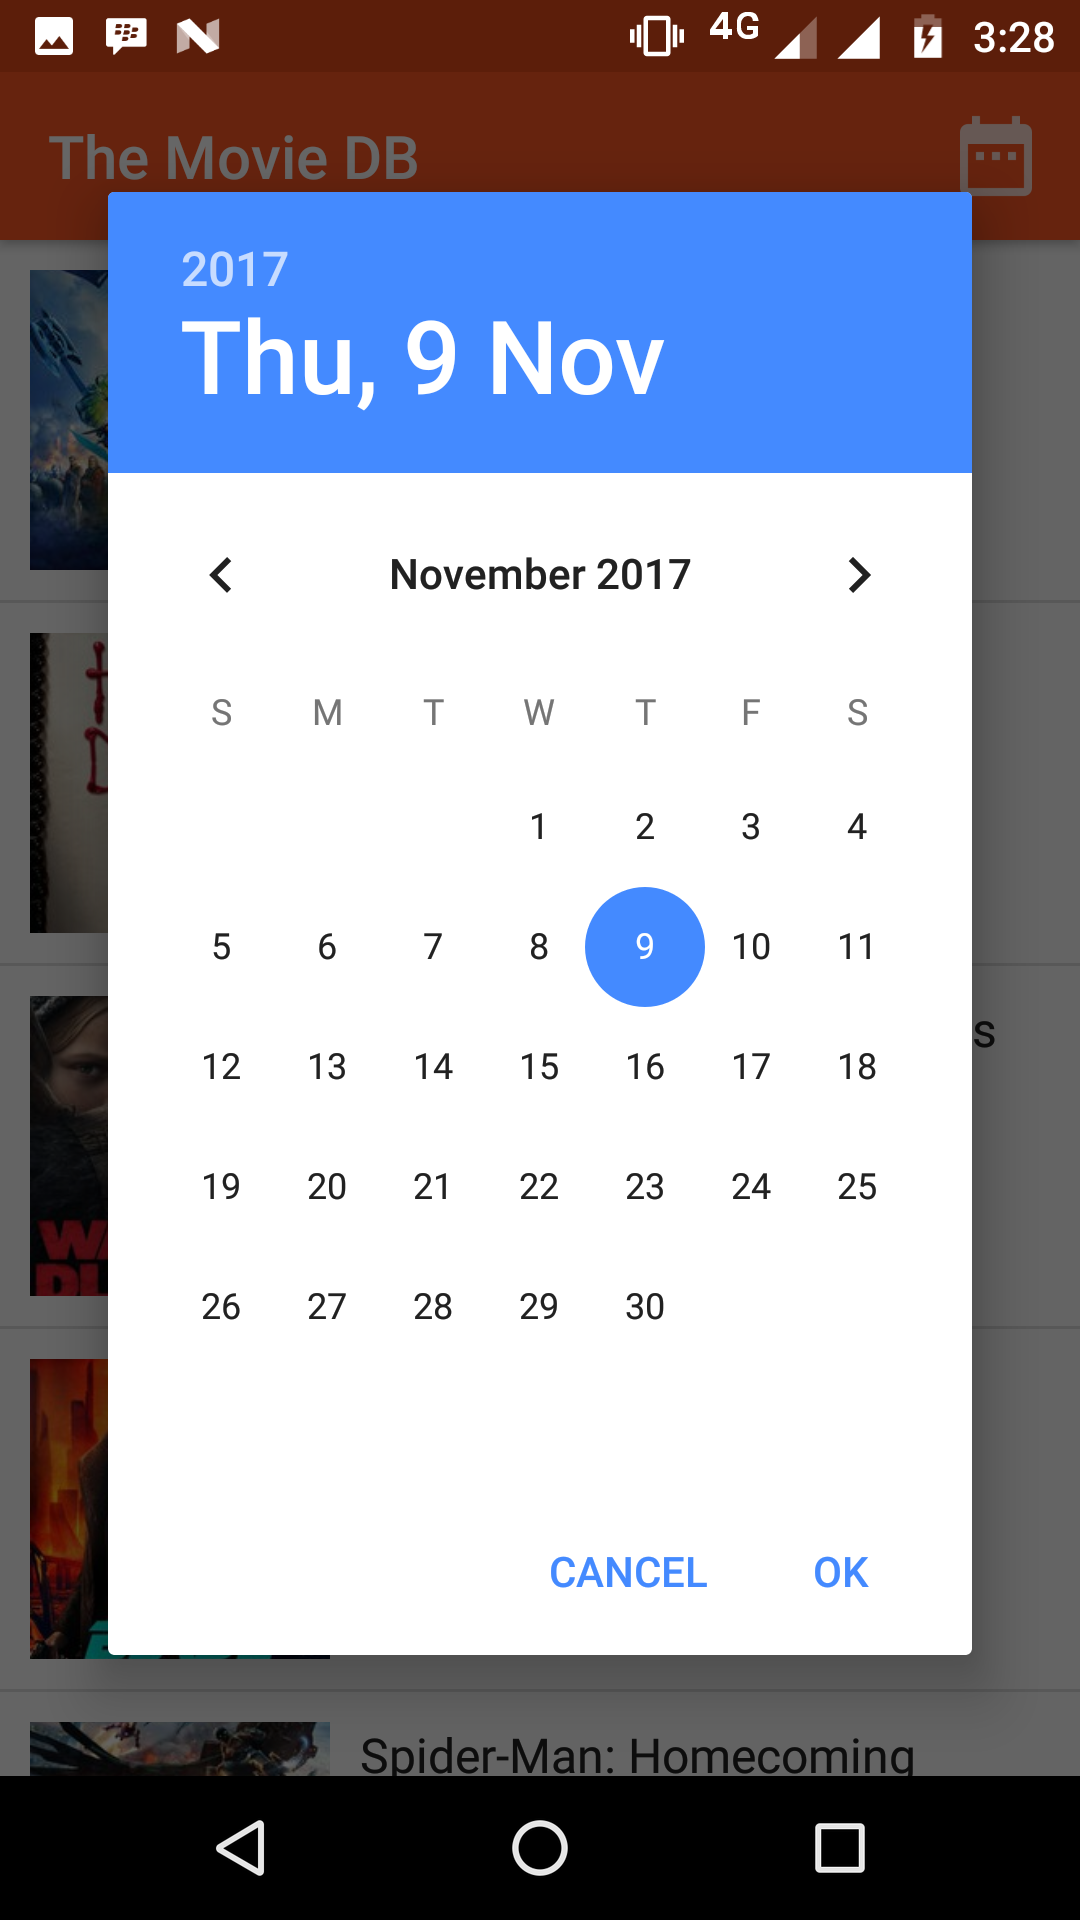 4G 3:28
The Movie DB
2017
Thu, 9 Nov
November 2017
S M T W T F S
1 2 3 4
5 6 7 8 9 10 11
12 13 14 15 16 17 18
19 20 21 22 23 24 25
26 27 28 29 30
CANCEL OK
Spider-Man: Homecoming